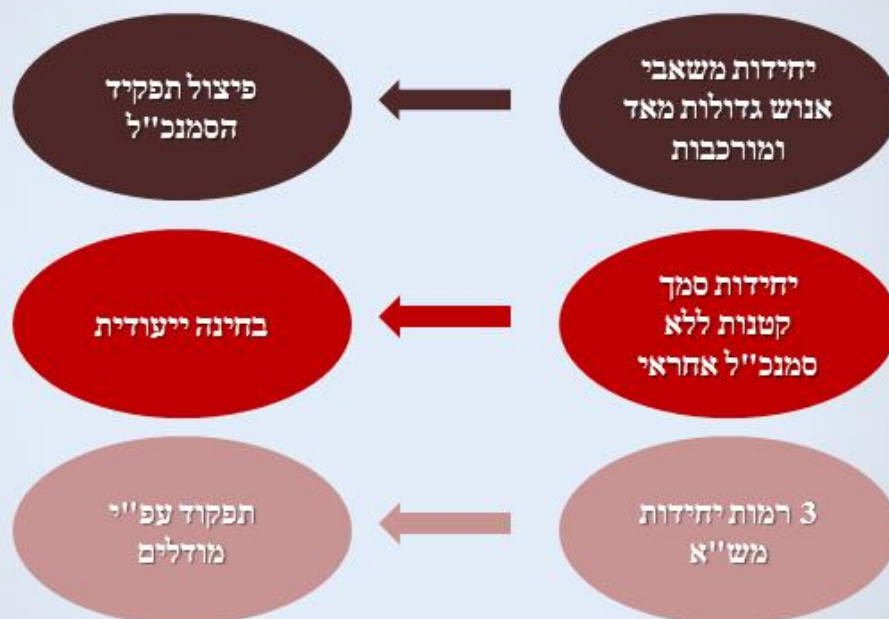 יחידות משאבי
אנוש גדולות מאד
ומורכבות
פיצול תפקיד
הסמנכ"ל
יחידות סמך
קטנות ללא
סמנכ"ל אחראי
בחינה ייעודית
3 רמות יחידות
מש"א
תפקוד עפ"י
מודלים